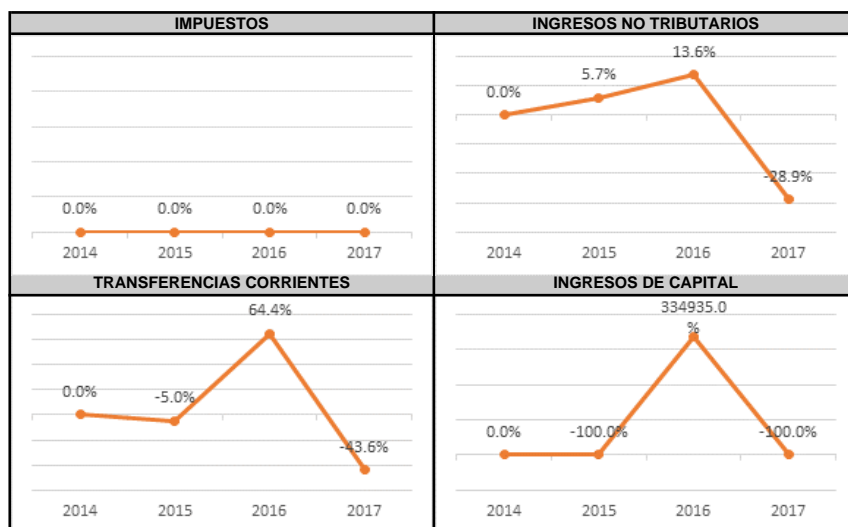 IMPUESTOS
0.0% 0.0% 0.0% 0.0%
2014 2015 2016 2017
INGRESOS NO TRIBUTARIOS
13.6%
5.7%
0.0%
-28.9%
2014 2015 2016 2017
TRANSFERENCIAS CORRIENTES
64.4%
0.0%
-5.0%
-43.6%
2014 2015 2016 2017
INGRESOS DE CAPITAL
334935.0
%
0.0% -100.0% -100.0%
2014 2015 2016 2017